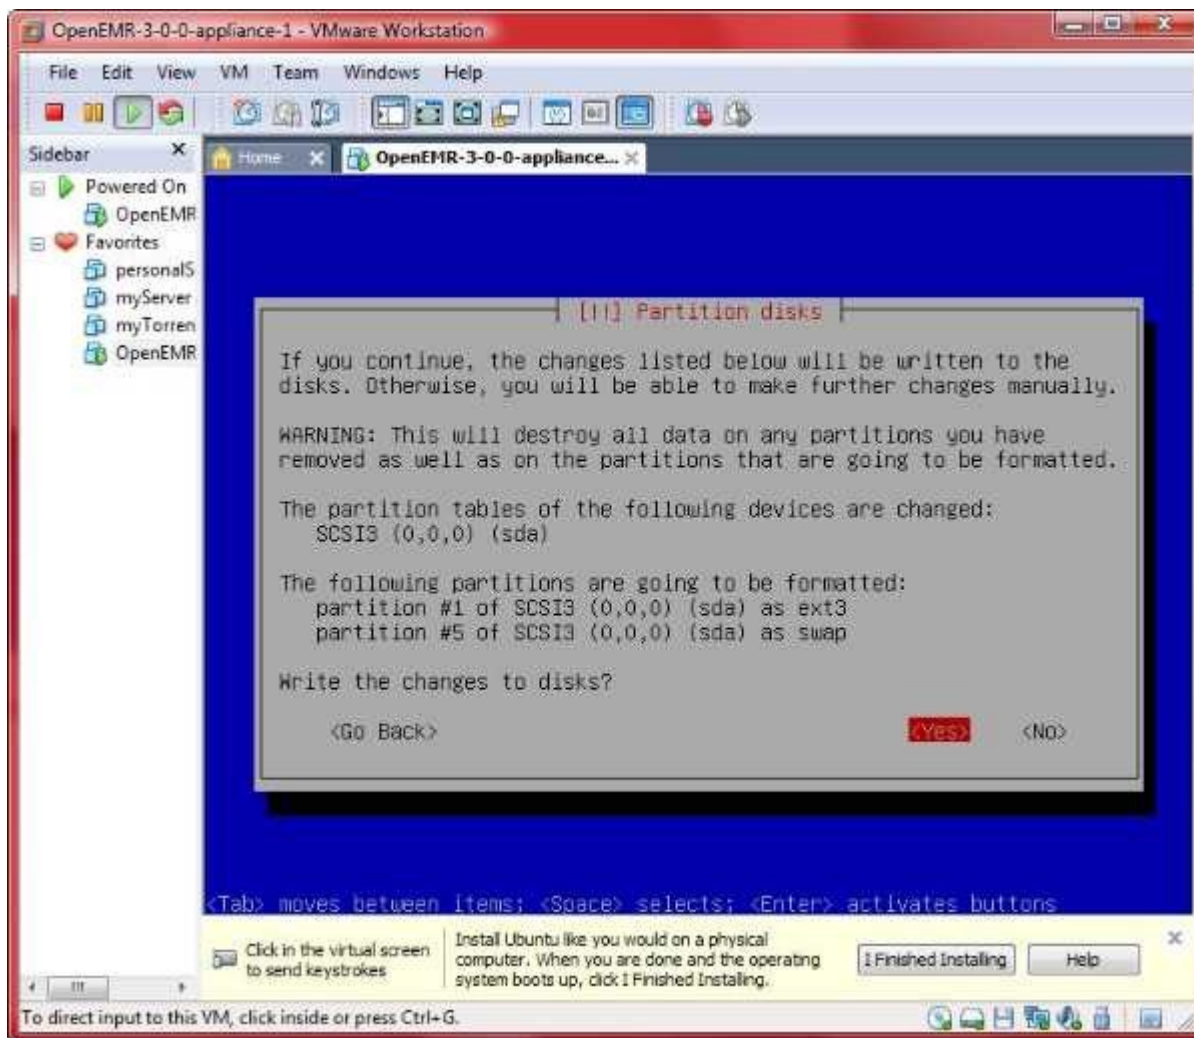 OpenEMR-3-0-0-appliance-1 - VMware Workstation
File Edit View VM Team Windows Help
Sidebar
Home
OpenEMR-3-0-0-appliance...
Powered On
OpenEMR
Favorites
personalS
myServer
myTorren
OpenEMR
[!!] Partition disks
If you continue, the changes listed below will be written to the
disks. Otherwise, you will be able to make further changes manually.
WARNING: This will destroy all data on any partitions you have
removed as well as on the partitions that are going to be formatted.
The partition tables of the following devices are changed:
SCSI3 (0,0,0) (sda)
The following partitions are going to be formatted:
partition #1 of SCSI3 (0,0,0) (sda) as ext3
partition #5 of SCSI3 (0,0,0) (sda) as swap
Write the changes to disks?
<Go Back> <Yes> <No>
<Tab> moves between items; <Space> selects; <Enter> activates buttons
Click in the virtual screen
to send keystrokes
Install Ubuntu like you would on a physical
computer. When you are done and the operating
system boots up, click I Finished Installing.
I Finished Installing
Help
To direct input to this VM, click inside or press Ctrl+G.